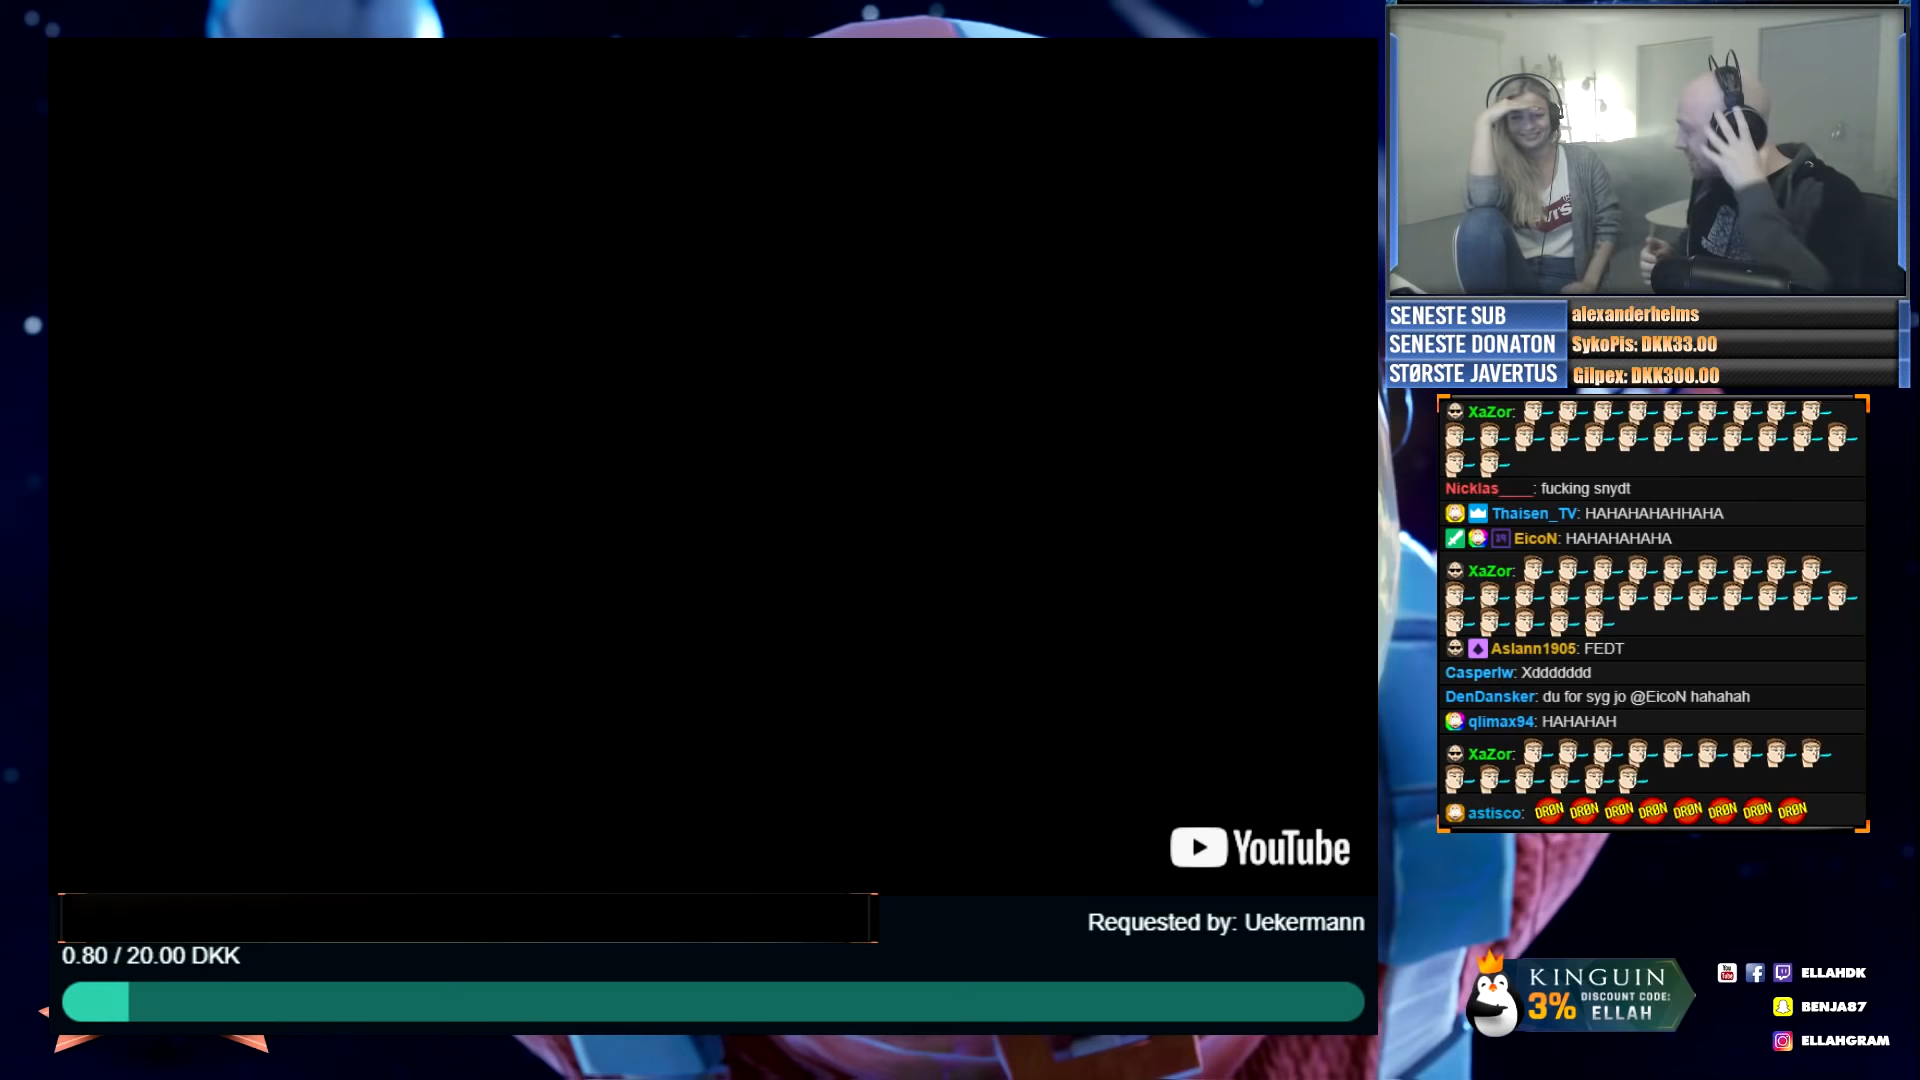 SENESTE SUB alexanderhelms
SENESTE DONATON SykoPis: DKK33.00
STØRSTE JAVERTUS Gilpex: DKK300.00
XaZor:
Nicklas____: fucking snydt
Thaisen_TV: HAHAHAHAHHAHA
EicoN: HAHAHAHAHA
XaZor:
Aslann1905: FEDT
Casperlw: Xddddddd
DenDansker: du for syg jo @EicoN hahahah
qlimax94: HAHAHAH
XaZor:
astisco: DRØN DRØN DRØN DRØN DRØN DRØN DRØN DRØN
YouTube
Requested by: Uekermann
0.80 / 20.00 DKK
KINGUIN
3% DISCOUNT CODE:
ELLAH
You Tube ELLAHDK
BENJA87
ELLAHGRAM